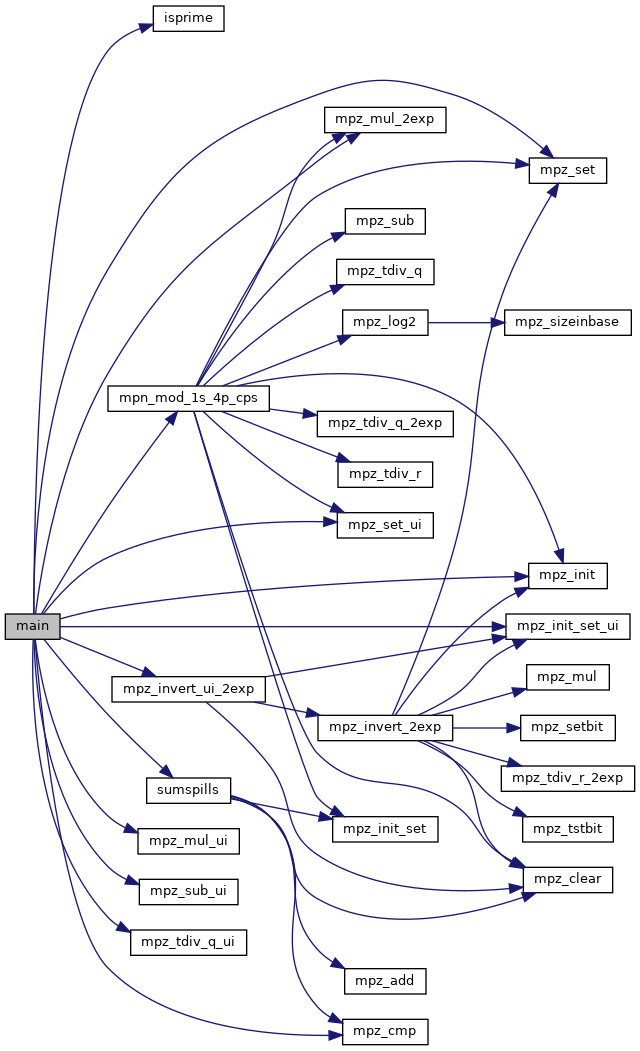 isprime
mpz_mul_2exp
mpz_set
mpz_sub
mpz_tdiv_q
mpz_log2
mpz_sizeinbase
mpn_mod_1s_4p_cps
mpz_tdiv_q_2exp
mpz_tdiv_r
mpz_set_ui
mpz_init
main
mpz_init_set_ui
mpz_invert_ui_2exp
mpz_mul
mpz_invert_2exp
mpz_setbit
mpz_tdiv_r_2exp
sumspills
mpz_init_set
mpz_tstbit
mpz_mul_ui
mpz_clear
mpz_sub_ui
mpz_tdiv_q_ui
mpz_add
mpz_cmp